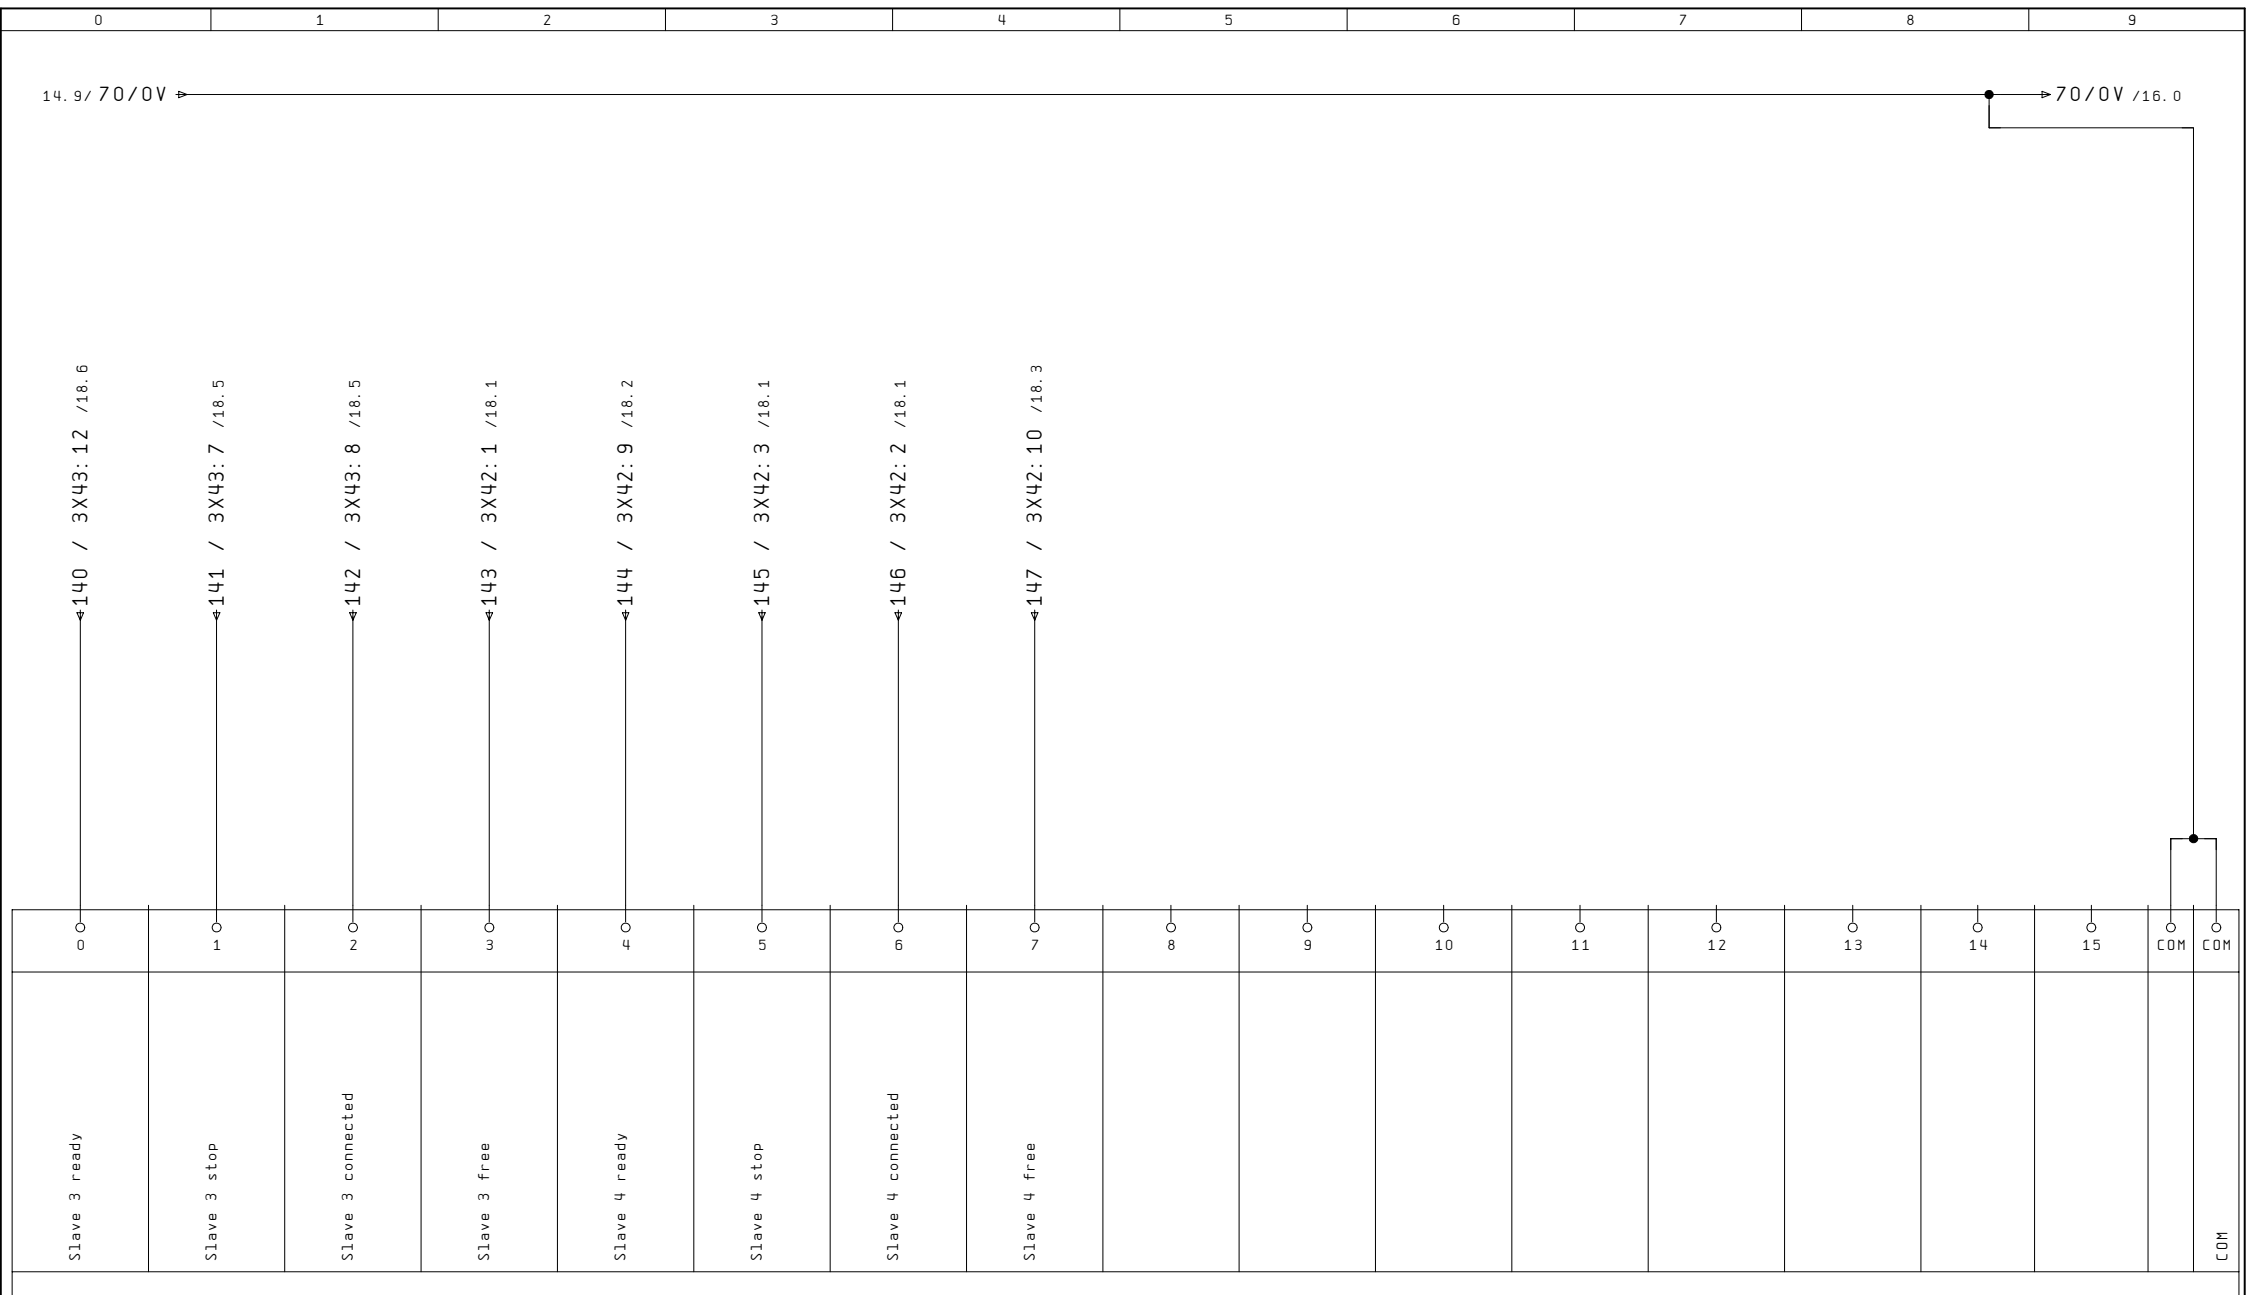 0 1 2 3 4 5 6 7 8 9
14.9/ 70/0V
70/0V /16.0
140 / 3X43:12 /18.6
141 / 3X43:7 /18.5
142 / 3X43:8 /18.5
143 / 3X42:1 /18.1
144 / 3X42:9 /18.2
145 / 3X42:3 /18.1
146 / 3X42:2 /18.1
147 / 3X42:10 /18.3
0 1 2 3 4 5 6 7 8 9 10 11 12 13 14 15 COM COM
Slave 3 ready
Slave 3 stop
Slave 3 connected
Slave 3 free
Slave 4 ready
Slave 4 stop
Slave 4 connected
Slave 4 free
COM